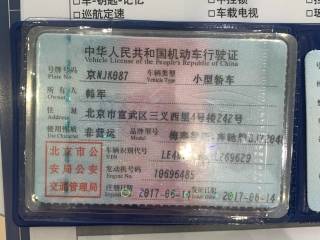 □车-钥匙-记
□巡航定速
□车载电视
中华人民共和国机动车行驶证
Vehicle License of the People's Republic of China
号牌号码 京NJK087 车辆类型 小型轿车
Plate No. Vehicle Type
所有人 韩军
Owner
住址 北京市宣武区三义西里4号楼24Z号
Address
使用性质 非营运 品牌型号
Use Character Model
北京市公
安局公安
交通管理局
车辆识别代号
VIN
发动机号码 10696485
Engine No.
注册日期 2017-06-14 发证日期 2017-06-14